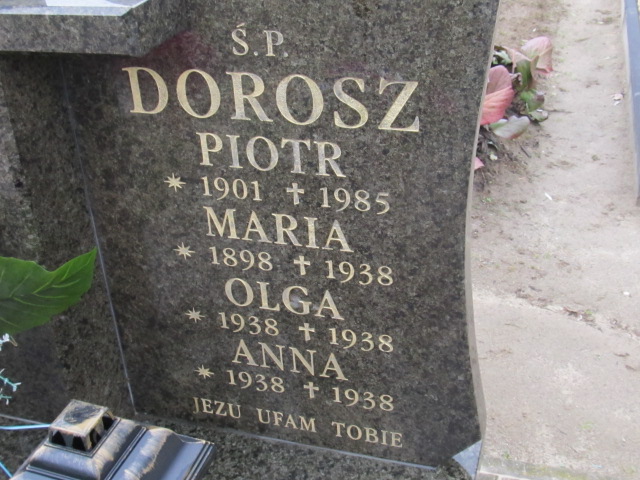 Ś.P.
DOROSZ
PIOTR
* 1901 ✝ 1985
MARIA
* 1898 ✝ 1938
OLGA
* 1938 ✝ 1938
ANNA
* 1938 ✝ 1938
JEZU UFAM TOBIE